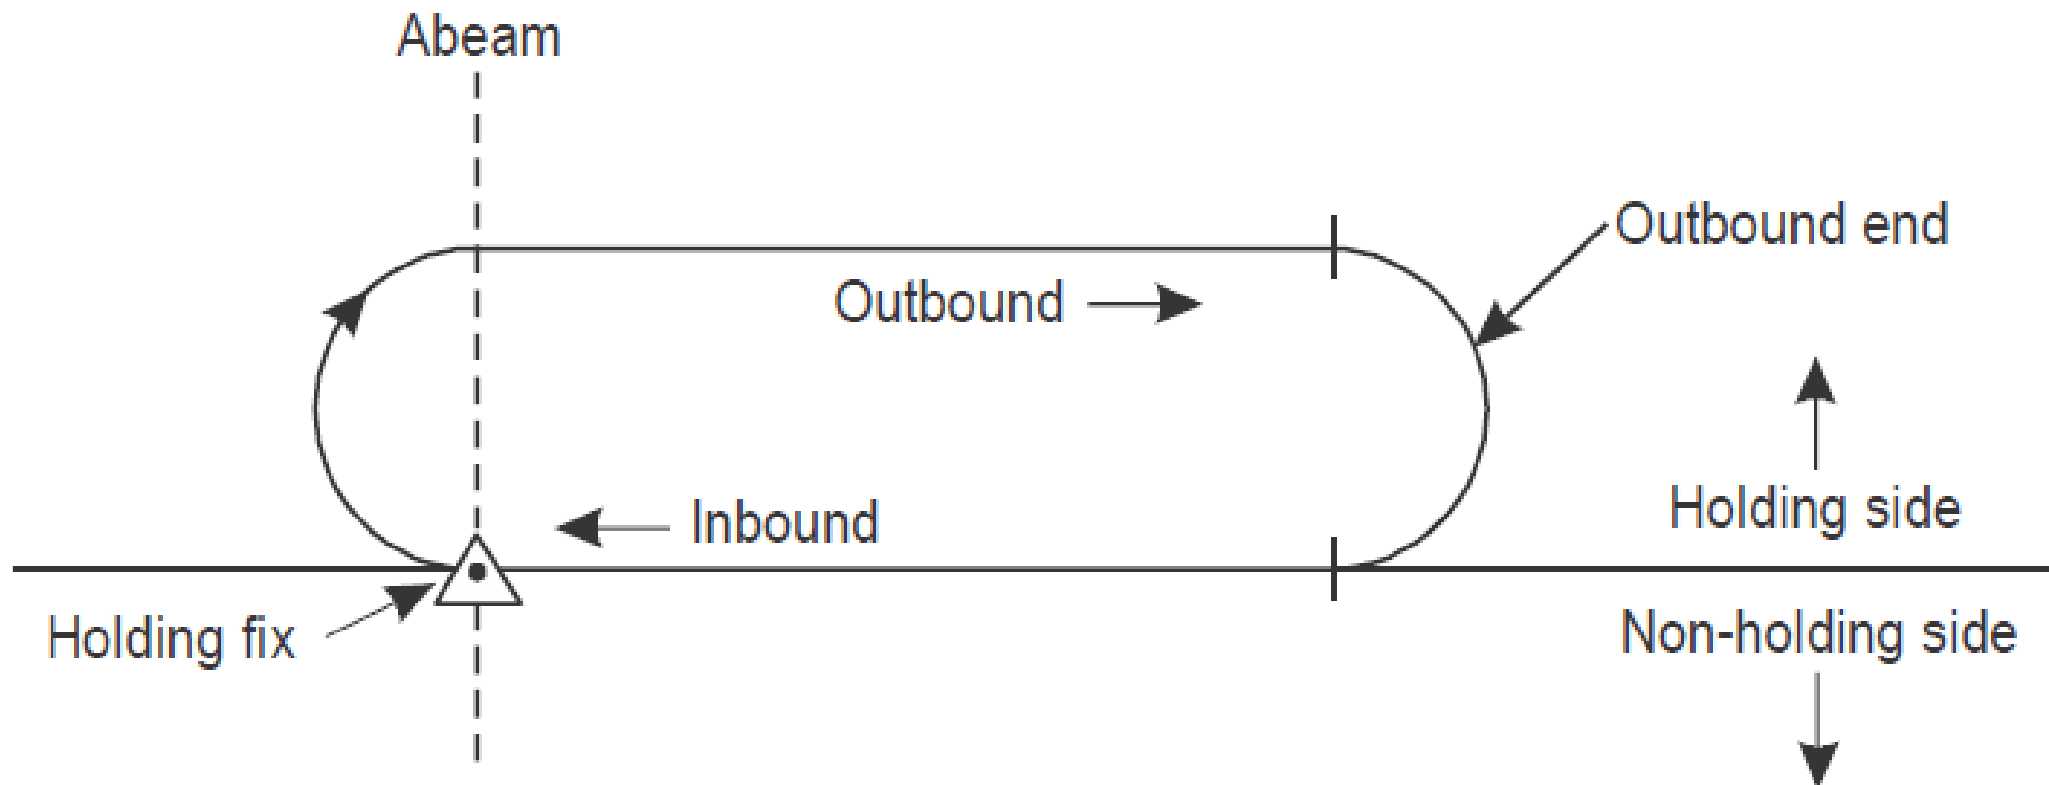 Abeam
Outbound end
Outbound
Holding side
Inbound
Holding fix
Non-holding side